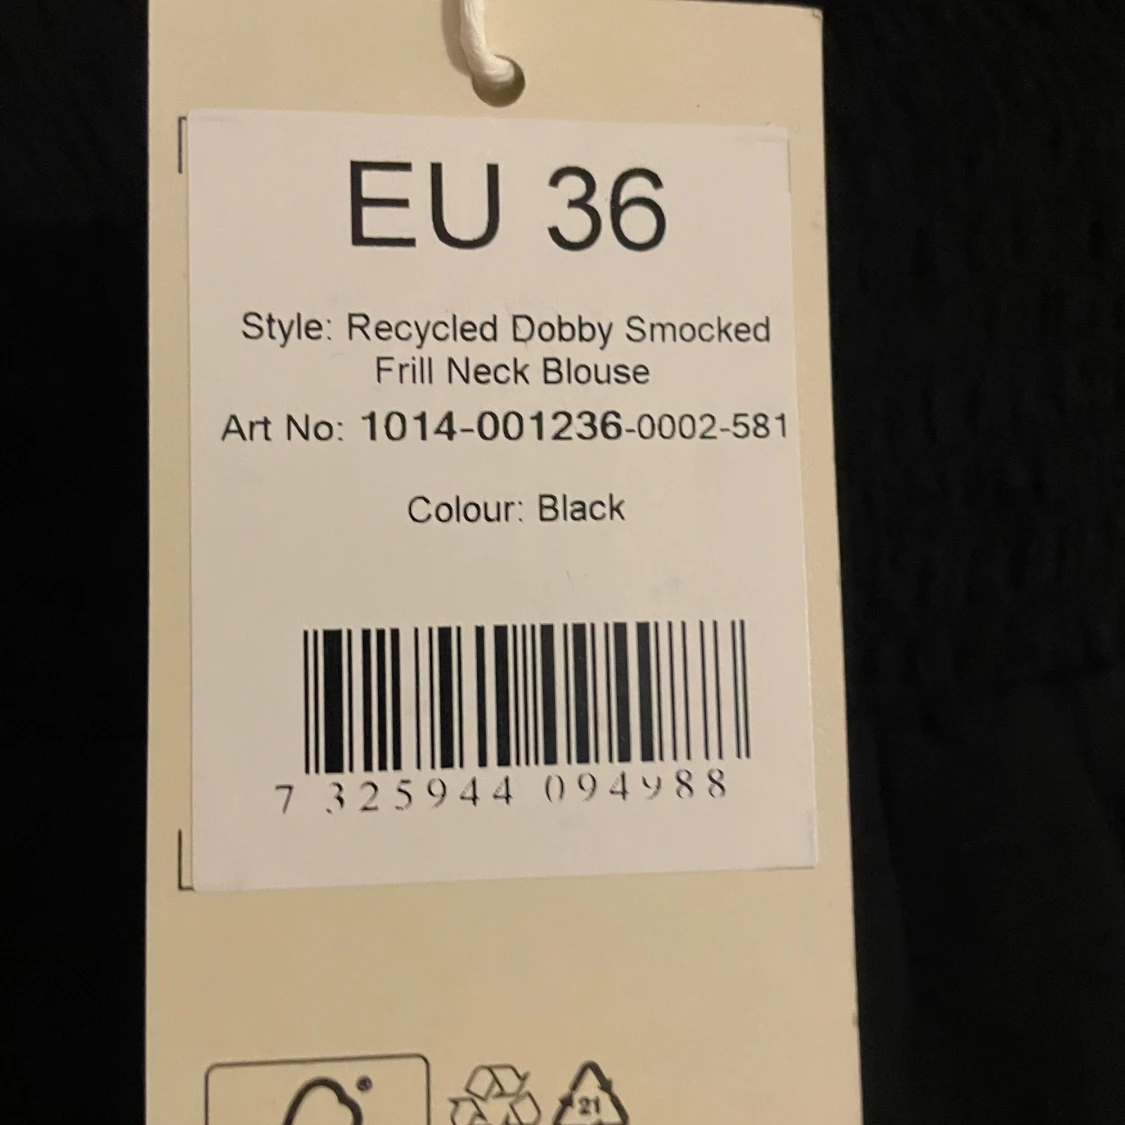 EU 36
Style: Recycled Dobby Smocked
Frill Neck Blouse
Art No: 1014-001236-0002-581
Colour: Black
7 325944 094988
®
21